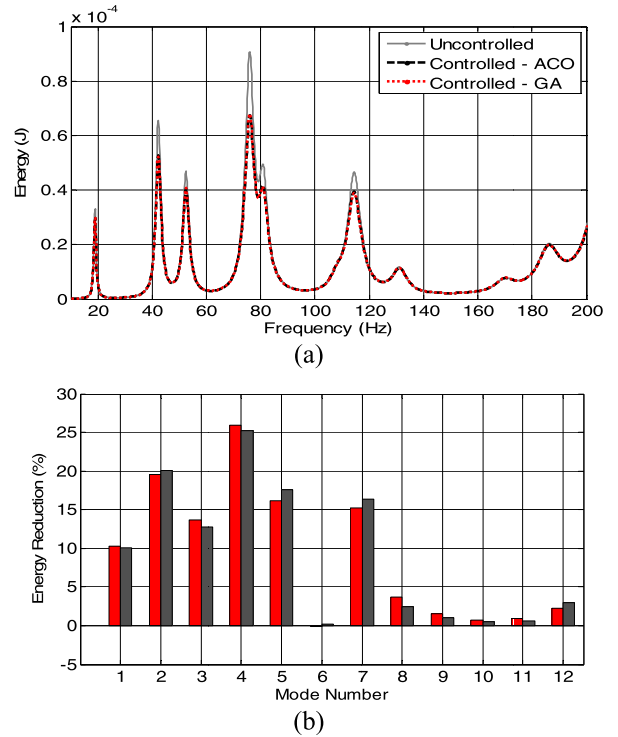 x 10^-4
1
0.8
0.6
0.4
0.2
0
Energy (J)
Uncontrolled
Controlled - ACO
Controlled - GA
20 40 60 80 100 120 140 160 180 200
Frequency (Hz)
(a)
30
25
20
15
10
5
0
-5
Energy Reduction (%)
1 2 3 4 5 6 7 8 9 10 11 12
Mode Number
(b)